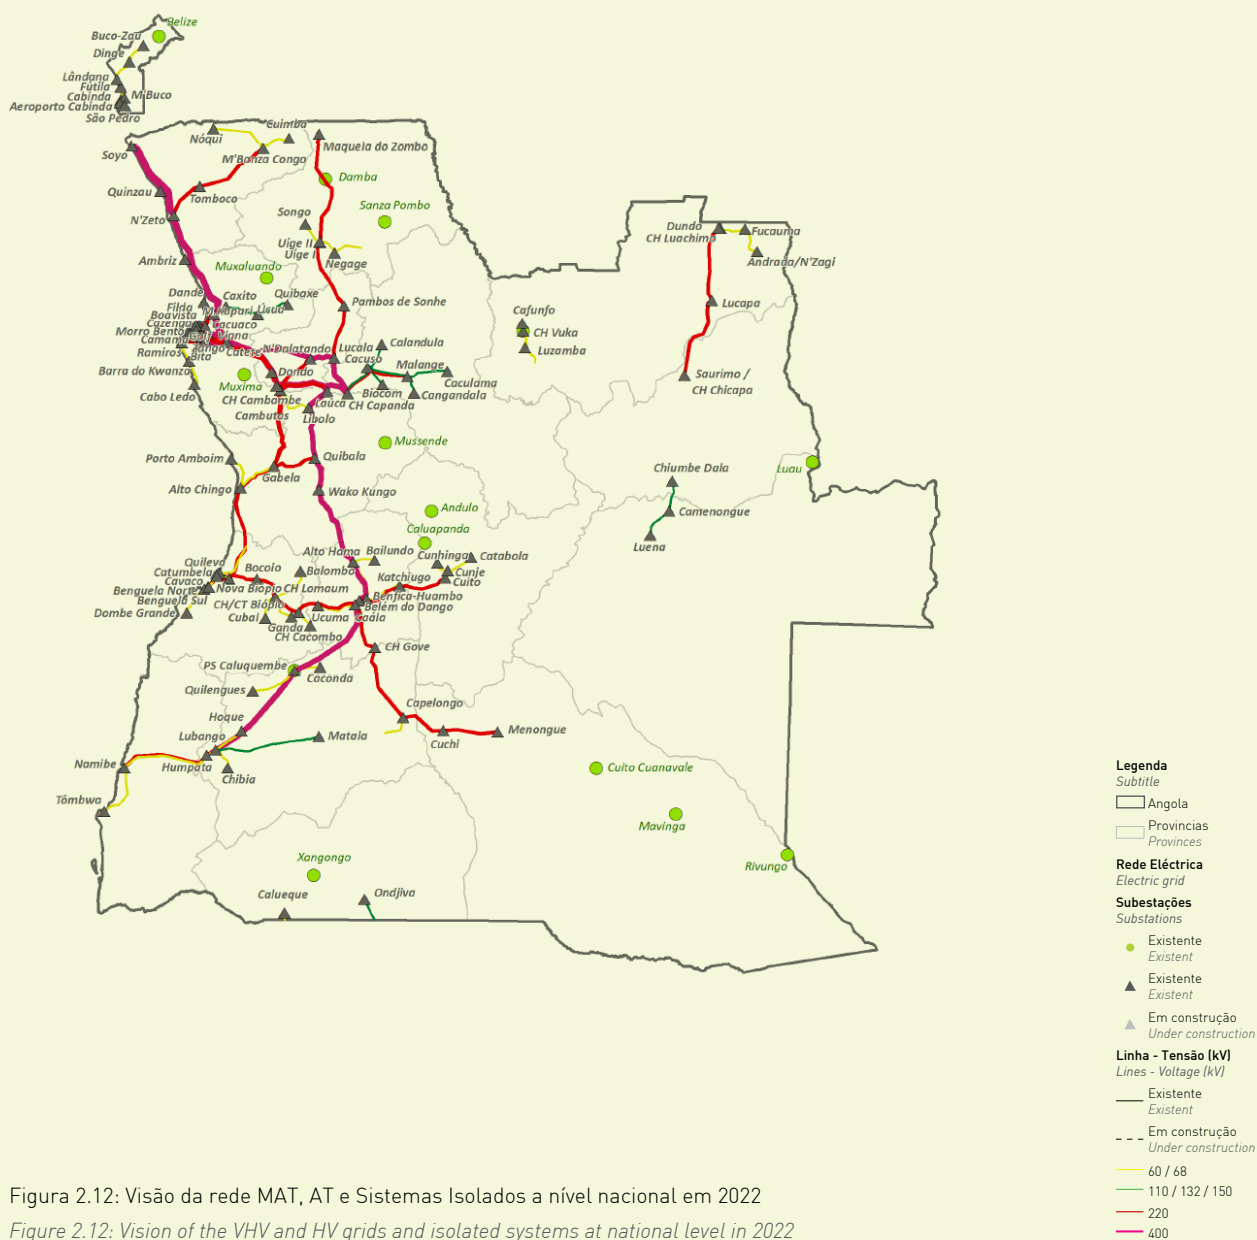 Belize
Buco-Zau
Dinge
Lândana
Fútila
Cabinda
M'Buco
Aeroporto Cabinda
São Pedro
Cuimba
Nóqui
Soyo
M'Banza Congo
Maquela do Zombo
Damba
Quinzau
Tomboco
Sanza Pombo
N'Zeto
Songo
Dundo
CH Luachimo
Fucauma
Uíge II
Uíge I
Negage
Andrada/N'Zagi
Ambriz
Muxaluando
Dande
Caxito
Quibaxe
Pambos de Sonhe
Lucapa
Filda
M.Kapari
Úcua
Boavista
Cafunfo
Cazenga
Cacuaco
Morro Bento
CH Vuka
Camama
Viana
Calandula
Ramiros
Bita
Catete
N'Dalatando
Lucala
Luzamba
Cacuso
Malange
Barra do Kwanza
Dondo
Caculama
Saurimo /
CH Chicapa
Muxima
Biocom
Cangandala
Cabo Ledo
CH Cambambe
Laúca
CH Capanda
Cambutas
Libolo
Mussende
Porto Amboim
Quibala
Gabela
Chiumbe Dala
Luau
Alto Chingo
Wako Kungo
Andulo
Camenongue
Caluapanda
Luena
Alto Hama
Bailundo
Cunhinga
Catabola
Quileva
Catumbela
Bocoio
Balombo
Katchiugo
Cunje
Cuito
Cavaco
Benguela Norte
Nova Biópio
CH Lomaum
Benfica-Huambo
Benguela Sul
CH/CT Biópio
Belém do Dango
Dombe Grande
Cubal
Ucuma
Caála
Ganda
CH Cacombo
CH Gove
PS Caluquembe
Caconda
Quilengues
Capelongo
Hoque
Menongue
Lubango
Mataia
Cuchi
Namibe
Humpata
Chibia
Cuito Cuanavale
Tômbwa
Mavinga
Xangongo
Rivungo
Calueque
Ondjiva
Legenda
Subtitle
Angola
Provincias
Provinces
Rede Eléctrica
Electric grid
Subestações
Substations
Existente
Existent
Existente
Existent
Em construção
Under construction
Linha - Tensão (kV)
Lines - Voltage (kV)
Existente
Existent
Em construção
Under construction
60 / 68
110 / 132 / 150
220
400
Figura 2.12: Visão da rede MAT, AT e Sistemas Isolados a nível nacional em 2022
Figure 2.12: Vision of the VHV and HV grids and isolated systems at national level in 2022